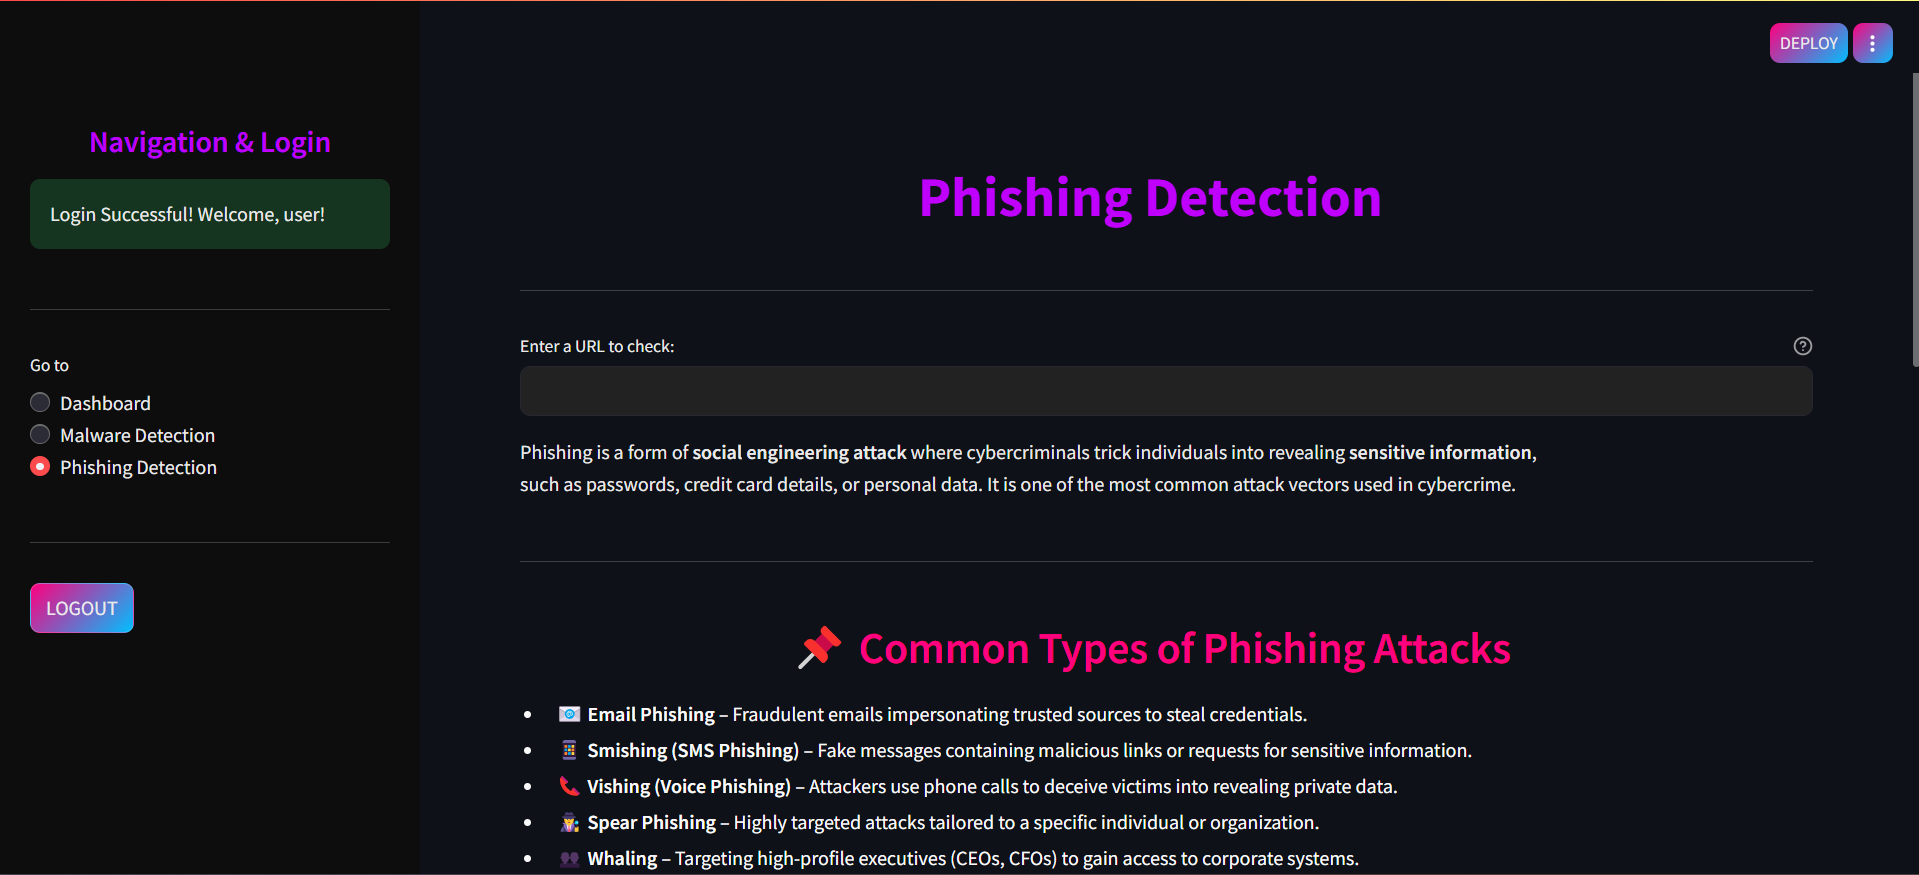 DEPLOY
Navigation & Login
Login Successful! Welcome, user!
Go to
Dashboard
Malware Detection
Phishing Detection
LOGOUT
Phishing Detection
Enter a URL to check:
Phishing is a form of social engineering attack where cybercriminals trick individuals into revealing sensitive information,
such as passwords, credit card details, or personal data. It is one of the most common attack vectors used in cybercrime.
📌 Common Types of Phishing Attacks
• 📧 Email Phishing – Fraudulent emails impersonating trusted sources to steal credentials.
• 📱 Smishing (SMS Phishing) – Fake messages containing malicious links or requests for sensitive information.
• 📞 Vishing (Voice Phishing) – Attackers use phone calls to deceive victims into revealing private data.
• 🕵️ Spear Phishing – Highly targeted attacks tailored to a specific individual or organization.
• 👥 Whaling – Targeting high-profile executives (CEOs, CFOs) to gain access to corporate systems.